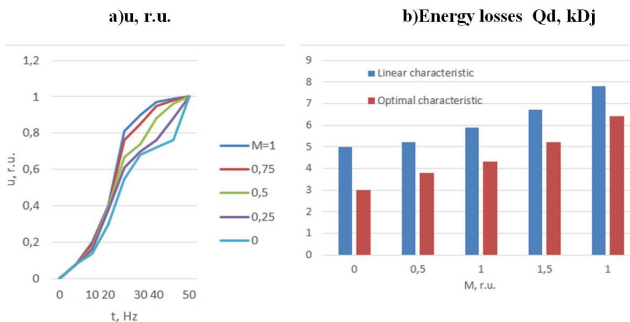 a)u, r.u.
b)Energy losses Qd, kDj
1,2
1
0,8
0,6
0,4
0,2
0
u, r.u.
0 10 20 30 40 50
t, Hz
M=1
0,75
0,5
0,25
0
9
8
7
6
5
4
3
2
1
0
Linear characteristic
Optimal characteristic
0 0,5 1 1,5 1
M, r.u.